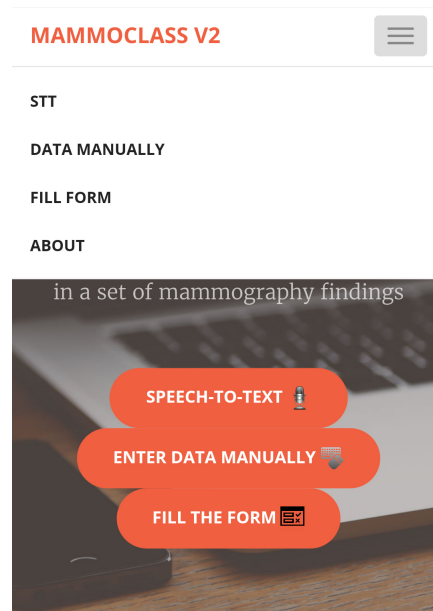 MAMMOCLASS V2
STT
DATA MANUALLY
FILL FORM
ABOUT
in a set of mammography findings
SPEECH-TO-TEXT
ENTER DATA MANUALLY
FILL THE FORM